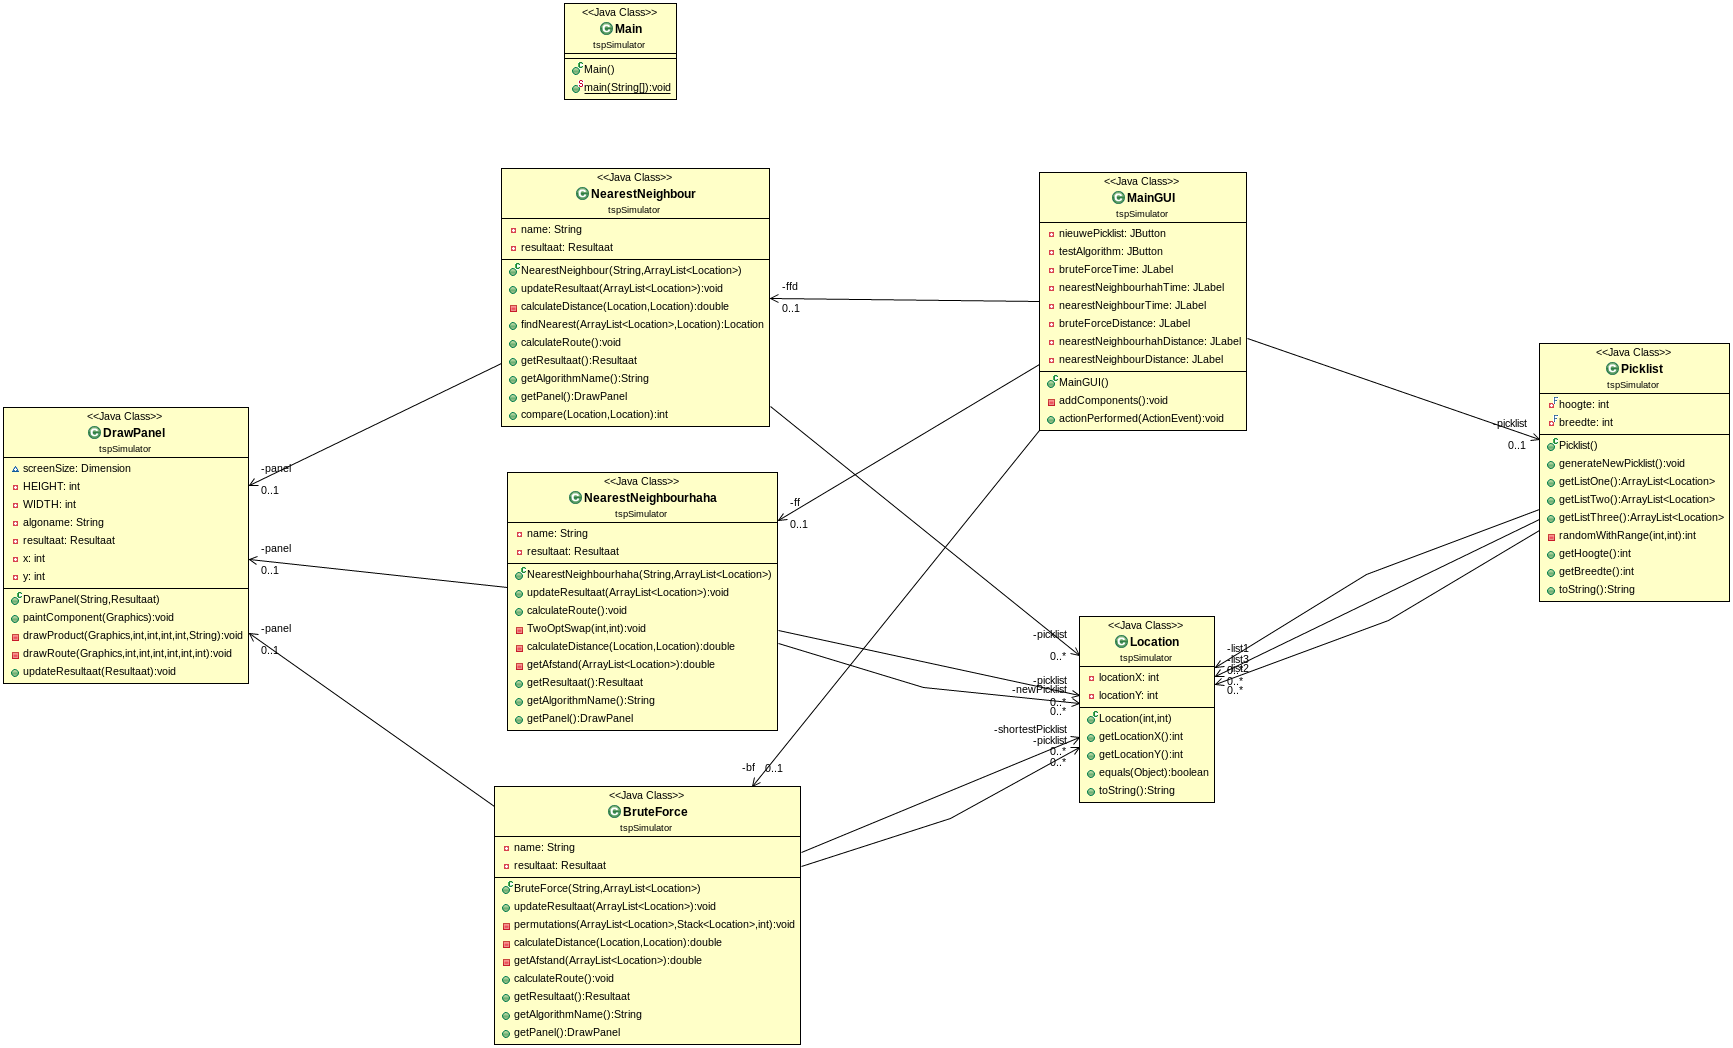 <<Java Class>>
Main
tspSimulator
Main()
main(String[]):void
<<Java Class>>
NearestNeighbour
tspSimulator
name: String
resultaat: Resultaat
NearestNeighbour(String,ArrayList<Location>)
updateResultaat(ArrayList<Location>):void
calculateDistance(Location,Location):double
findNearest(ArrayList<Location>,Location):Location
calculateRoute():void
getResultaat():Resultaat
getAlgorithmName():String
getPanel():DrawPanel
compare(Location,Location):int
<<Java Class>>
MainGUI
tspSimulator
nieuwePicklist: JButton
testAlgorithm: JButton
bruteForceTime: JLabel
nearestNeighbourhahTime: JLabel
nearestNeighbourTime: JLabel
bruteForceDistance: JLabel
nearestNeighbourhahDistance: JLabel
nearestNeighbourDistance: JLabel
MainGUI()
addComponents():void
actionPerformed(ActionEvent):void
-ffd
0..1
<<Java Class>>
Picklist
tspSimulator
hoogte: int
breedte: int
Picklist()
generateNewPicklist():void
getListOne():ArrayList<Location>
getListTwo():ArrayList<Location>
getListThree():ArrayList<Location>
randomWithRange(int,int):int
getHoogte():int
getBreedte():int
toString():String
-picklist
0..1
<<Java Class>>
DrawPanel
tspSimulator
screenSize: Dimension
HEIGHT: int
WIDTH: int
algoname: String
resultaat: Resultaat
x: int
y: int
DrawPanel(String,Resultaat)
paintComponent(Graphics):void
drawProduct(Graphics,int,int,int,int,String):void
drawRoute(Graphics,int,int,int,int,int,int):void
updateResultaat(Resultaat):void
-panel
0..1
-panel
0..1
-panel
0..1
<<Java Class>>
NearestNeighbourhaha
tspSimulator
name: String
resultaat: Resultaat
NearestNeighbourhaha(String,ArrayList<Location>)
updateResultaat(ArrayList<Location>):void
calculateRoute():void
TwoOptSwap(int,int):void
calculateDistance(Location,Location):double
getAfstand(ArrayList<Location>):double
getResultaat():Resultaat
getAlgorithmName():String
getPanel():DrawPanel
-ff
0..1
<<Java Class>>
Location
tspSimulator
locationX: int
locationY: int
Location(int,int)
getLocationX():int
getLocationY():int
equals(Object):boolean
toString():String
-picklist
0..*
-picklist
-newPicklist
0..*
0..*
-shortestPicklist
-picklist
0..*
0..*
-list1
-list3
0..*
-list2
0..*
0..*
-bf
0..1
<<Java Class>>
BruteForce
tspSimulator
name: String
resultaat: Resultaat
BruteForce(String,ArrayList<Location>)
updateResultaat(ArrayList<Location>):void
permutations(ArrayList<Location>,Stack<Location>,int):void
calculateDistance(Location,Location):double
getAfstand(ArrayList<Location>):double
calculateRoute():void
getResultaat():Resultaat
getAlgorithmName():String
getPanel():DrawPanel